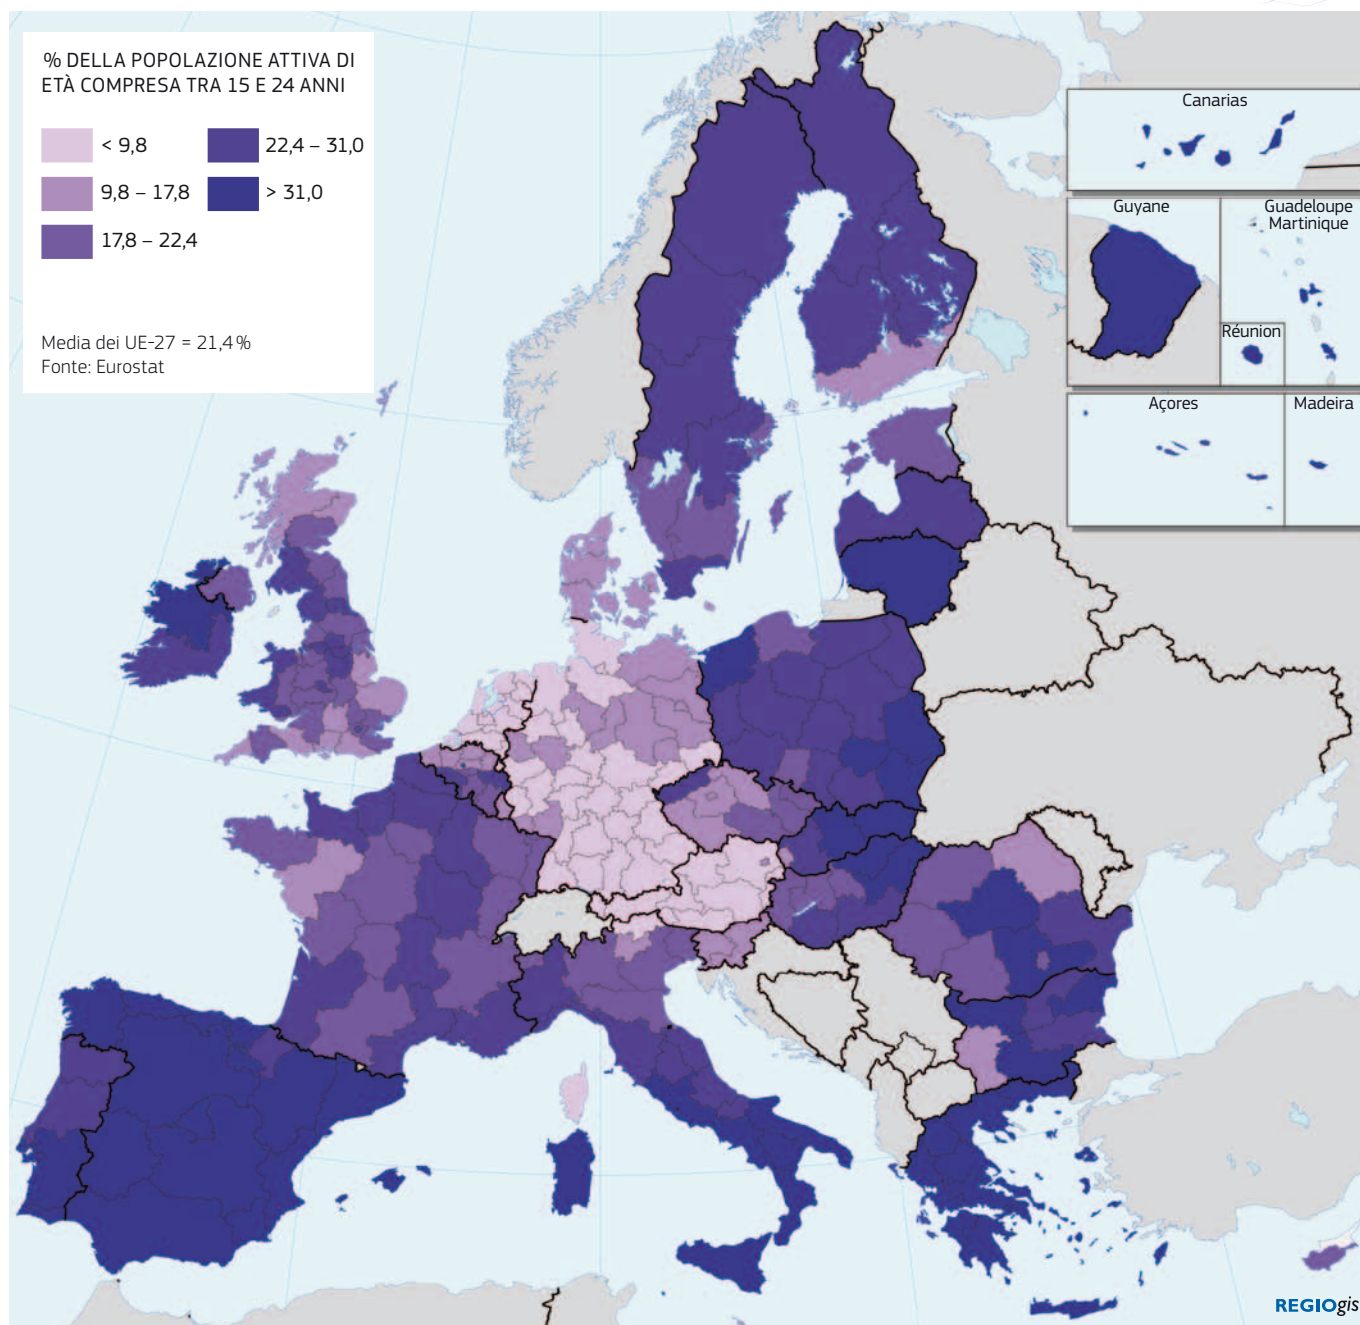 % DELLA POPOLAZIONE ATTIVA DI
ETÀ COMPRESA TRA 15 E 24 ANNI
< 9,8
22,4 – 31,0
9,8 – 17,8
> 31,0
17,8 – 22,4
Media dei UE-27 = 21,4 %
Fonte: Eurostat
Canarias
Guyane
Guadeloupe
Martinique
Réunion
Açores
Madeira
REGIOgis